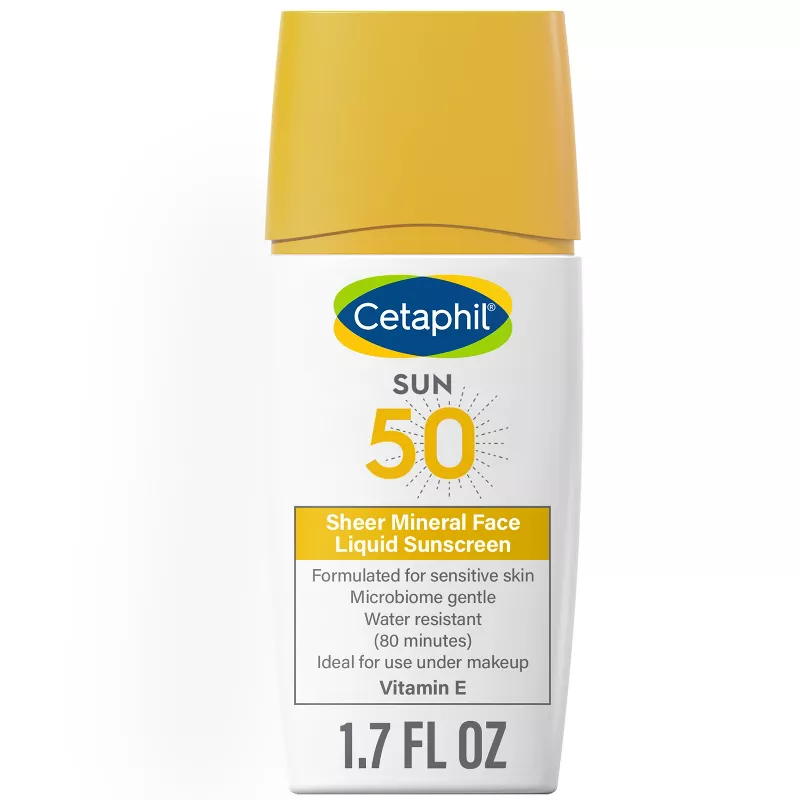 Cetaphil®
SUN
50
Sheer Mineral Face
Liquid Sunscreen
Formulated for sensitive skin
Microbiome gentle
Water resistant
(80 minutes)
Ideal for use under makeup
Vitamin E
1.7 FL OZ